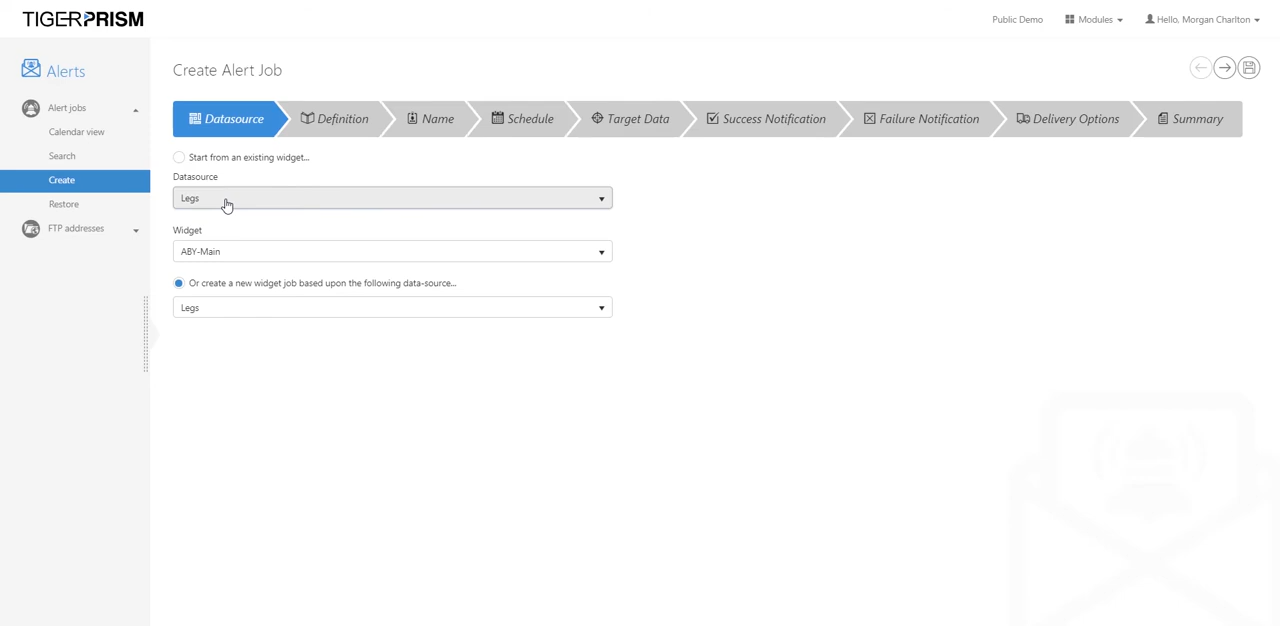 TIGER PRISM
Public Demo
Modules
Hello, Morgan Charlton
Alerts
Alert jobs
Calendar view
Search
Create
Restore
FTP addresses
Create Alert Job
Datasource
Definition
Name
Schedule
Target Data
Success Notification
Failure Notification
Delivery Options
Summary
Start from an existing widget...
Datasource
Legs
Widget
ABY-Main
Or create a new widget job based upon the following data-source...
Legs